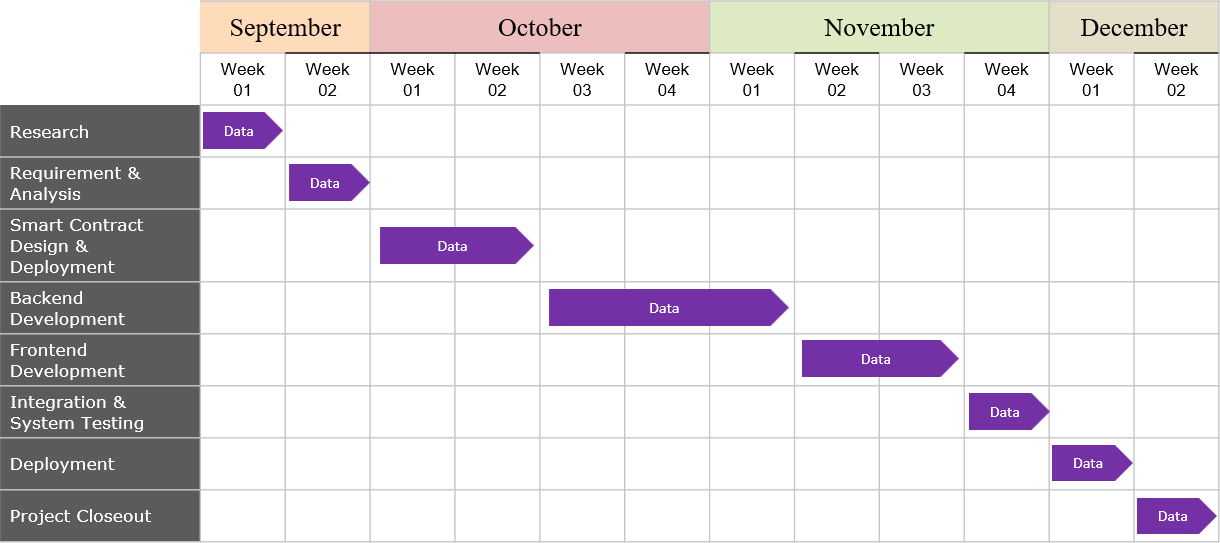 September October November December
Week Week Week Week Week Week Week Week Week Week Week Week
01 02 01 02 03 04 01 02 03 04 01 02
Research Data
Requirement &
Analysis
Data
Smart Contract
Design &
Deployment
Data
Backend
Development
Data
Frontend
Development
Data
Integration &
System Testing
Data
Deployment Data
Project Closeout Data